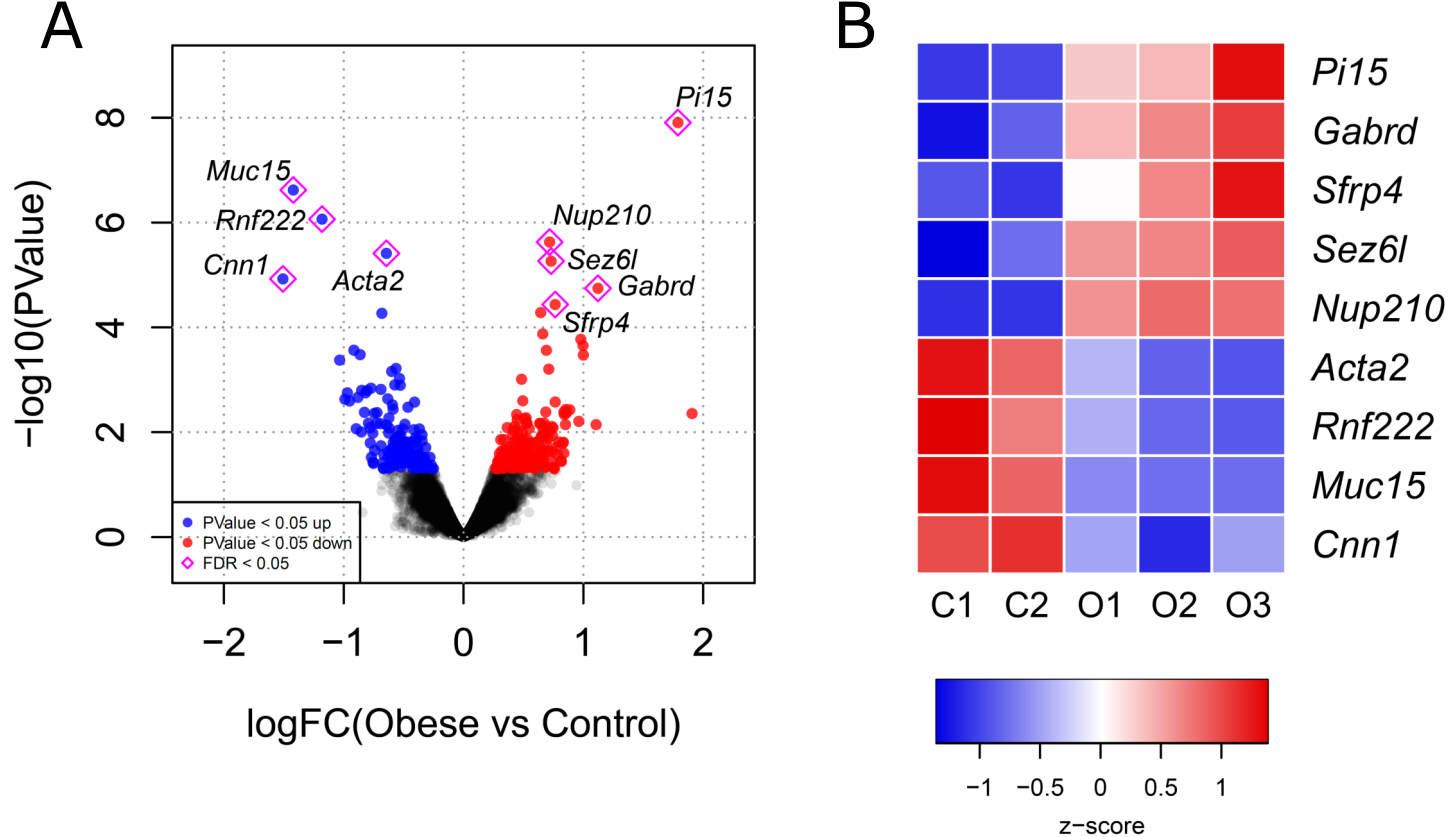 A
Pi15
Muc15
Rnf222
Nup210
Cnn1
Acta2
Sez6l
Gabrd
Sfrp4
8
6
4
2
0
−log10(PValue)
PValue < 0.05 up
PValue < 0.05 down
FDR < 0.05
−2 −1 0 1 2
logFC(Obese vs Control)
B
Pi15
Gabrd
Sfrp4
Sez6l
Nup210
Acta2
Rnf222
Muc15
Cnn1
C1 C2 O1 O2 O3
−1 −0.5 0 0.5 1
z−score